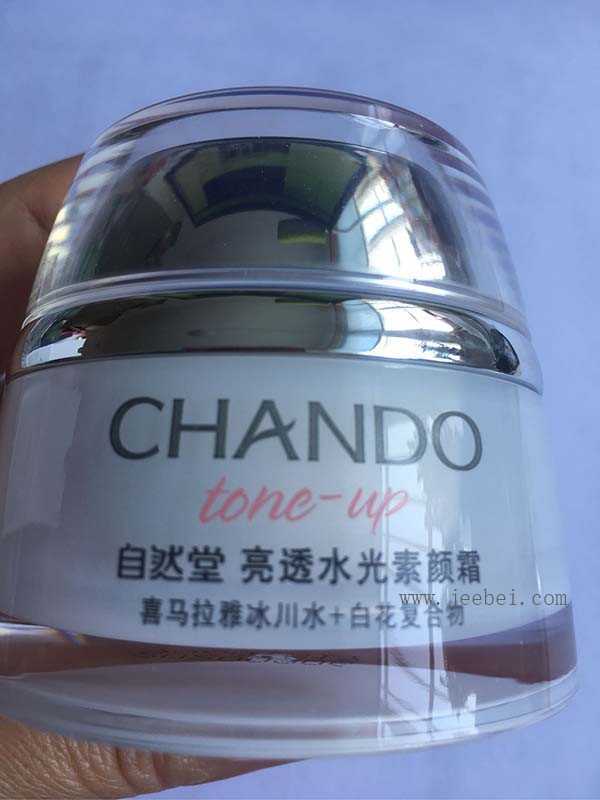 CHANDO
tone-up
自然堂 亮透水光素颜霜
www.jeebei.com
喜马拉雅冰川水+白花复合物